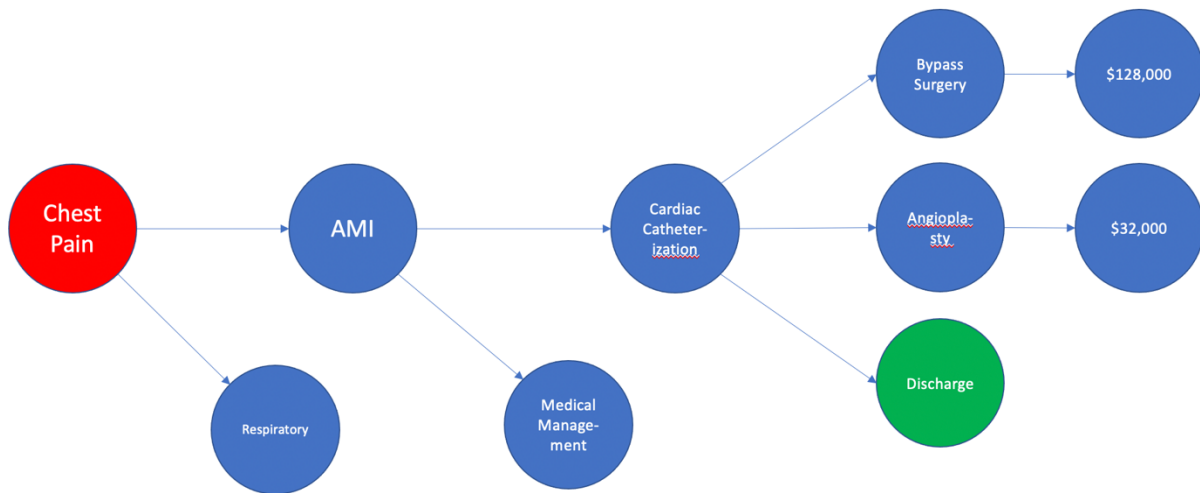 Bypass
Surgery
$128,000
Chest
Pain
AMI
Cardiac
Catheter-
ization
Angiopla-
sty
$32,000
Respiratory
Medical
Manage-
ment
Discharge